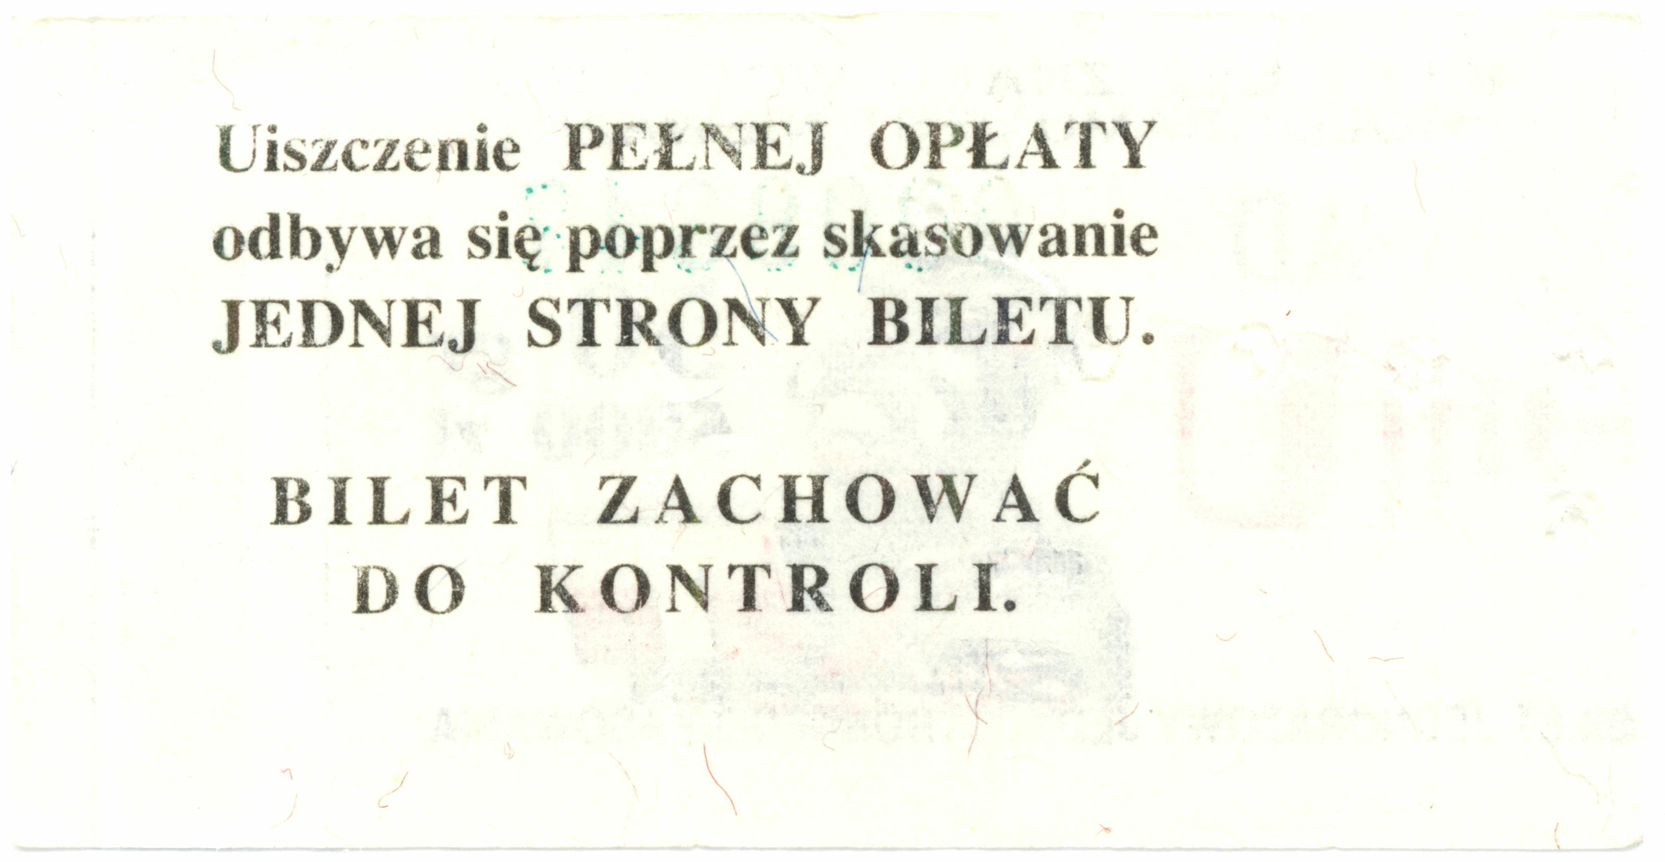 Uiszczenie PEŁNEJ OPŁATY
odbywa się poprzez skasowanie
JEDNEJ STRONY BILETU.
BILET ZACHOWAĆ
DO KONTROLI.